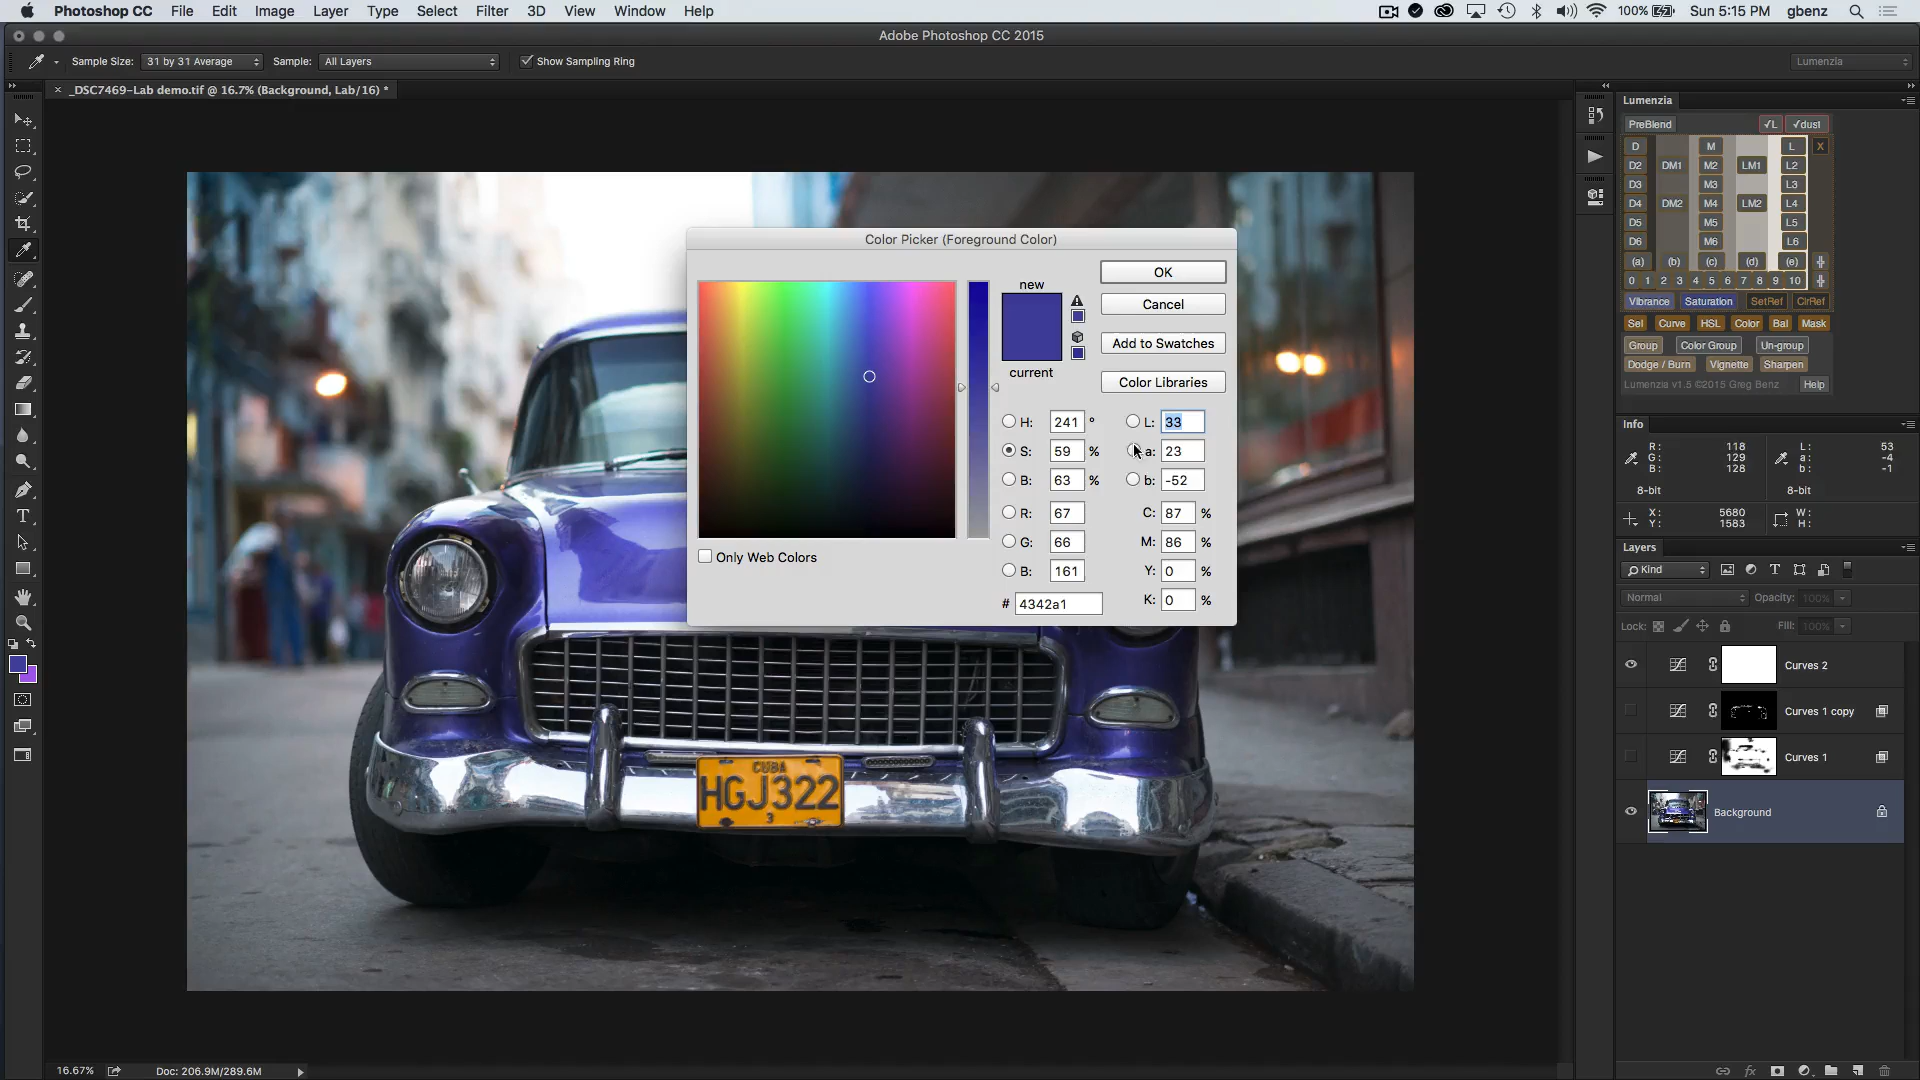 Photoshop CC File Edit Image Layer Type Select Filter 3D View Window Help 100% Sun 5:15 PM gbenz
Adobe Photoshop CC 2015
Sample Size: 31 by 31 Average Sample: All Layers Show Sampling Ring Lumenzia
× _DSC7469-Lab demo.tif @ 16.7% (Background, Lab/16) *
Color Picker (Foreground Color)
new
current
OK
Cancel
Add to Swatches
Color Libraries
H: 241 °
S: 59 %
B: 63 %
R: 67
G: 66
B: 161
# 4342a1
L: 33
a: 23
b: -52
C: 87 %
M: 86 %
Y: 0 %
K: 0 %
Only Web Colors
CUBA
HGJ322
3
Lumenzia
PreBlend √L √dust
D M L X
D2 DM1 M2 LM1 L2
D3 M3 L3
D4 DM2 M4 LM2 L4
D5 M5 L5
D6 M6 L6
(a) (b) (c) (d) (e)
0 1 2 3 4 5 6 7 8 9 10
Vibrance Saturation SetRef ClrRef
Sel Curve HSL Color Bal Mask
Group Color Group Un-group
Dodge / Burn Vignette Sharpen
Lumenzia v1.5 ©2015 Greg Benz Help
Info
R: 118 L: 53
G: 129 a: -4
B: 128 b: -1
8-bit 8-bit
X: 5680 W:
Y: 1583 H:
Layers
Kind
Normal Opacity: 100%
Lock: Fill: 100%
Curves 2
Curves 1 copy
Curves 1
Background
16.67% Doc: 206.9M/289.6M
fx